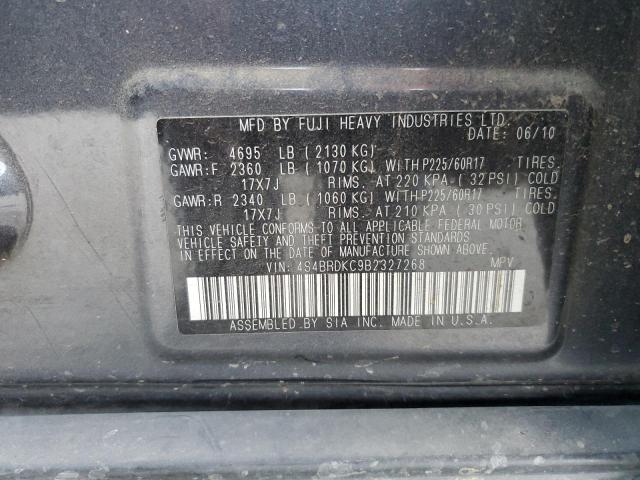 MFD BY FUJI HEAVY INDUSTRIES LTD.
DATE: 06/10
GVWR: 4695 LB ( 2130 KG)
GAWR:F 2360 LB ( 1070 KG) WITH P225/60R17 TIRES.
17X7J RIMS. AT 220 KPA ( 32 PSI) COLD
GAWR:R 2340 LB ( 1060 KG) WITH P225/60R17 TIRES.
17X7J RIMS. AT 210 KPA ( 30 PSI) COLD
THIS VEHICLE CONFORMS TO ALL APPLICABLE FEDERAL MOTOR
VEHICLE SAFETY AND THEFT PREVENTION STANDARDS
IN EFFECT ON THE DATE OF MANUFACTURE SHOWN ABOVE.
VIN: 4S4BRDKC9B2327268 MPV
ASSEMBLED BY SIA INC. MADE IN U.S.A.